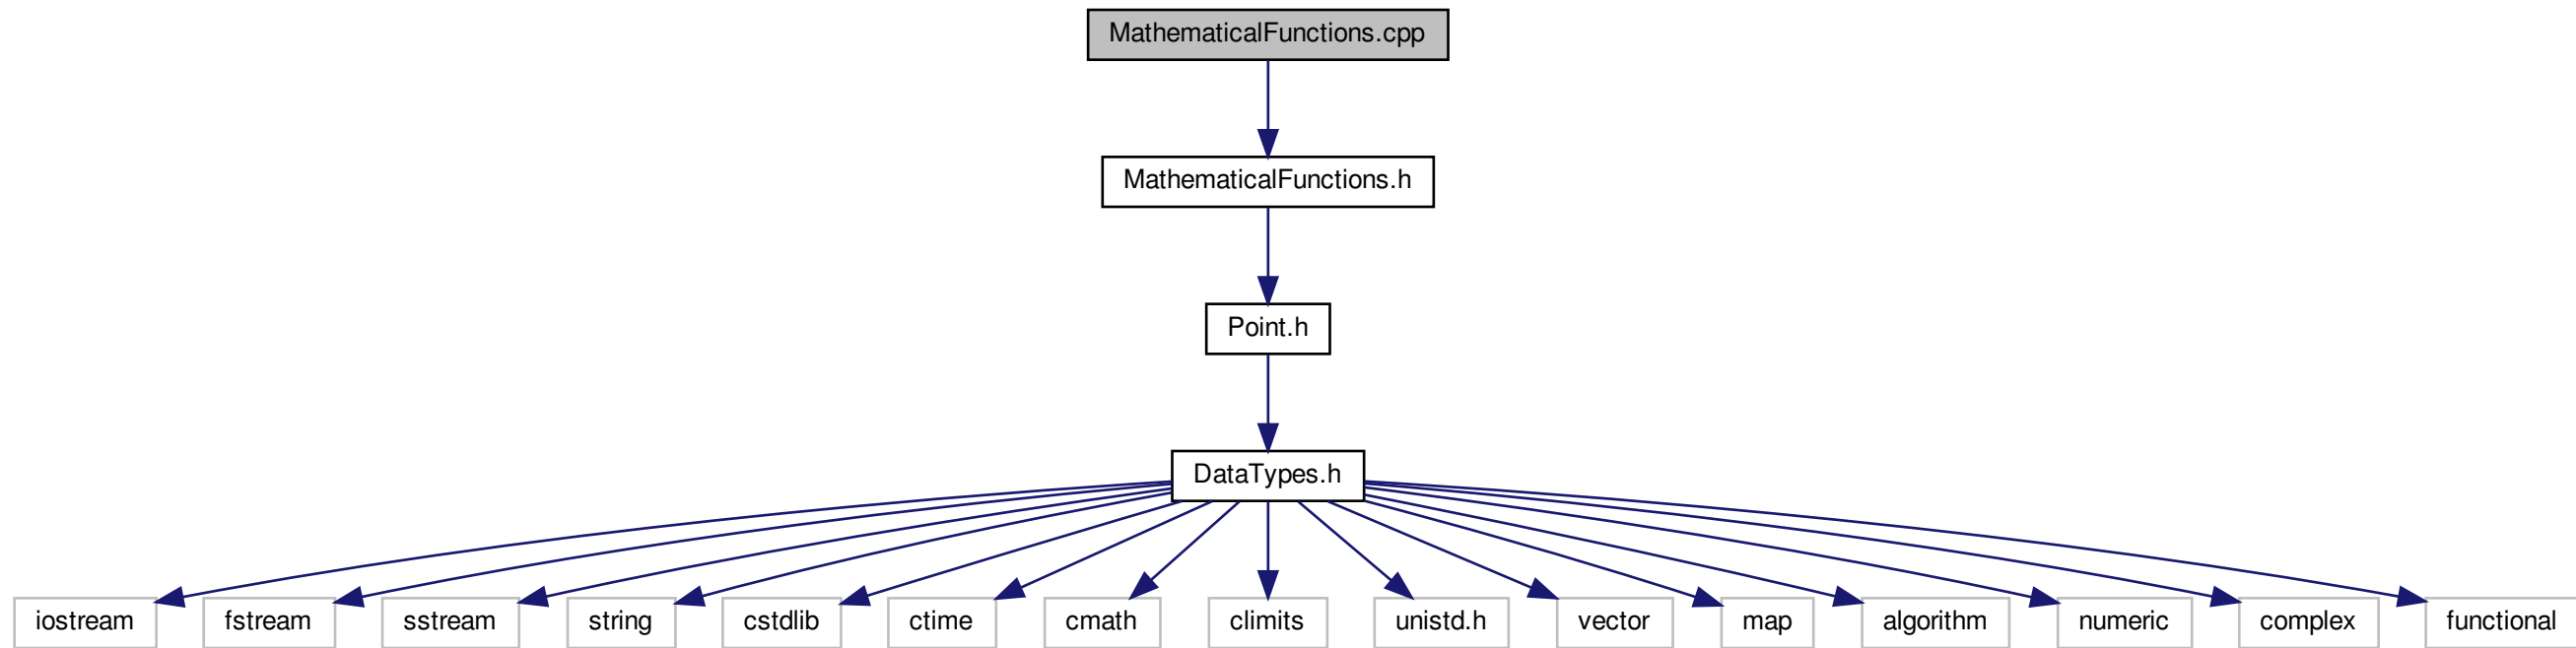 MathematicalFunctions.cpp
MathematicalFunctions.h
Point.h
DataTypes.h
iostream
fstream
sstream
string
cstdlib
ctime
cmath
climits
unistd.h
vector
map
algorithm
numeric
complex
functional